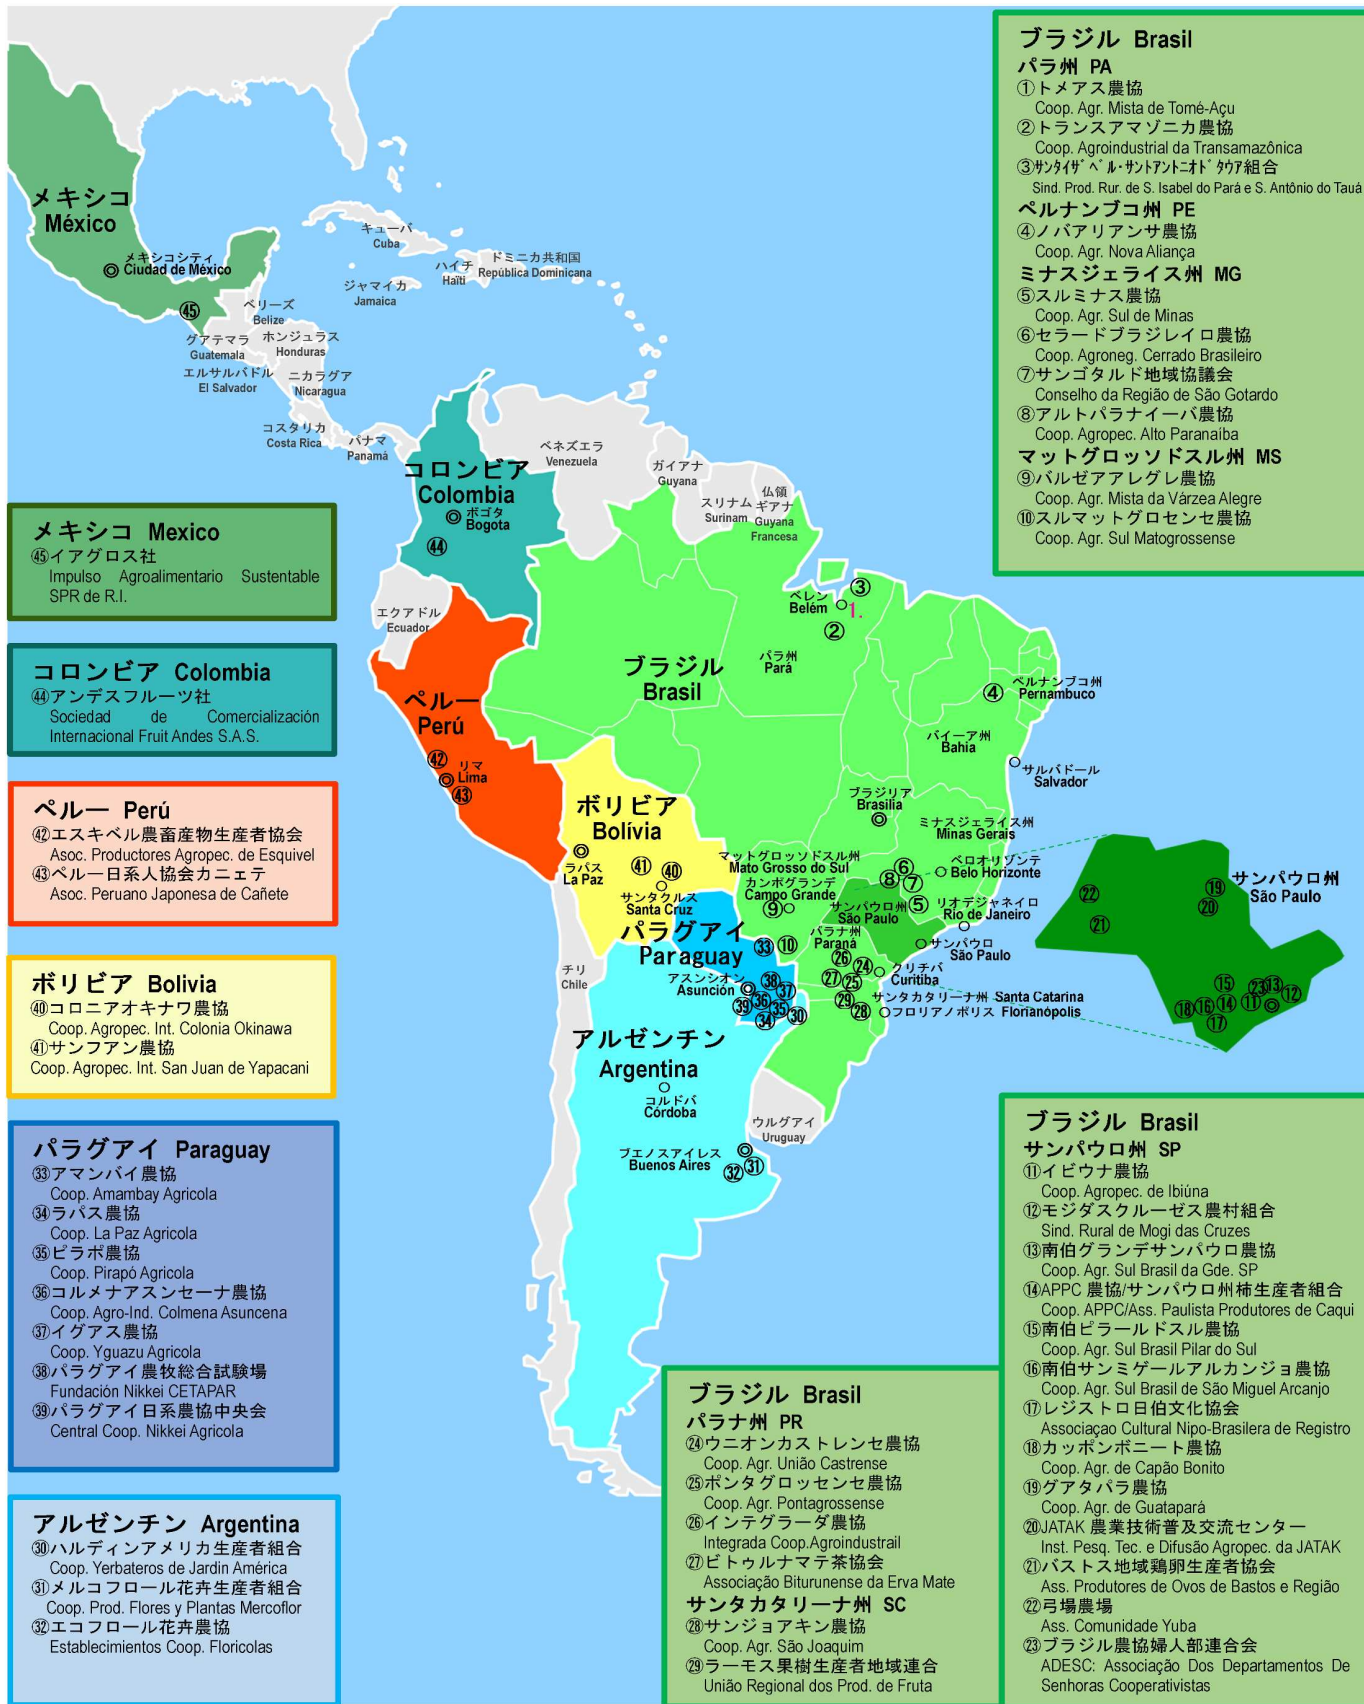 ブラジル Brasil
パラ州 PA
①トメアス農協
Coop. Agr. Mista de Tomé-Açu
②トランスアマゾニカ農協
Coop. Agroindustrial da Transamazônica
③ｻﾝﾀｲｻﾞﾍﾞﾙ・ｻﾝﾄｱﾝﾄﾆｵﾄﾞﾀｳｱ組合
Sind. Prod. Rur. de S. Isabel do Pará e S. Antônio do Tauá
ペルナンブコ州 PE
④ノバアリアンサ農協
Coop. Agr. Nova Aliança
ミナスジェライス州 MG
⑤スルミナス農協
Coop. Agr. Sul de Minas
⑥セラードブラジレイロ農協
Coop. Agroneg. Cerrado Brasileiro
⑦サンゴタルド地域協議会
Conselho da Região de São Gotardo
⑧アルトパラナイーバ農協
Coop. Agropec. Alto Paranaíba
マットグロッソドスル州 MS
⑨バルゼアアレグレ農協
Coop. Agr. Mista da Várzea Alegre
⑩スルマットグロセンセ農協
Coop. Agr. Sul Matogrossense
メキシコ
México
メキシコシティ
◎ Ciudad de México
㊺
キューバ
Cuba
ハイチ
Haïti
ドミニカ共和国
República Dominicana
ジャマイカ
Jamaica
ベリーズ
Belize
グアテマラ
Guatemala
ホンジュラス
Honduras
エルサルバドル
El Salvador
ニカラグア
Nicaragua
コスタリカ
Costa Rica
パナマ
Panamá
コロンビア
Colombia
ボゴタ
Bogota
㊹
ベネズエラ
Venezuela
ガイアナ
Guyana
スリナム
Surinam
仏領
ギアナ
Guyana
Francesa
エクアドル
Ecuador
ペルー
Perú
㊷
リマ
Lima
㊸
ブラジル
Brasil
ベレン
Belém
③
1.
②
パラ州
Pará
④
ペルナンブコ州
Pernambuco
バイーア州
Bahia
サルバドール
Salvador
ブラジリア
Brasilia
ミナスジェライス州
Minas Gerais
ボリビア
Bolívia
ラパス
La Paz
㊶
㊵
サンタクルス
Santa Cruz
マットグロッソドスル州
Mato Grosso do Sul
カンポグランデ
Campo Grande
⑨
⑥
⑧
⑦
⑤
ベロオリゾンテ
Belo Horizonte
リオデジャネイロ
Rio de Janeiro
サンパウロ州
São Paulo
サンパウロ
São Paulo
パラグアイ
Paraguay
㉝
⑩
パラナ州
Paraná
㉖
㉔
㉗
㉕
クリチバ
Curitiba
アスンシオン
Asunción
㊳
㊲
㊴
㊱
㉟
㉞
㉚
㉙
㉘
サンタカタリーナ州 Santa Catarina
フロリアノポリス Florianópolis
チリ
Chile
アルゼンチン
Argentina
コルドバ
Córdoba
ウルグアイ
Uruguay
ブエノスアイレス
Buenos Aires
㉜
㉛
サンパウロ州
São Paulo
㉒
㉑
⑲
⑳
⑮
㉓
⑬
⑫
⑱
⑯
⑭
⑪
⑰
メキシコ Mexico
㊺イアグロス社
Impulso Agroalimentario Sustentable
SPR de R.I.
コロンビア Colombia
㊹アンデスフルーツ社
Sociedad de Comercialización
Internacional Fruit Andes S.A.S.
ペルー Perú
㊷エスキベル農畜産物生産者協会
Asoc. Productores Agropec. de Esquivel
㊸ペルー日系人協会カニェテ
Asoc. Peruano Japonesa de Cañete
ボリビア Bolivia
㊵コロニアオキナワ農協
Coop. Agropec. Int. Colonia Okinawa
㊶サンフアン農協
Coop. Agropec. Int. San Juan de Yapacani
パラグアイ Paraguay
㉝アマンバイ農協
Coop. Amambay Agricola
㉞ラパス農協
Coop. La Paz Agricola
㉟ピラポ農協
Coop. Pirapó Agricola
㊱コルメナアスンセーナ農協
Coop. Agro-Ind. Colmena Asuncena
㊲イグアス農協
Coop. Yguazu Agricola
㊳パラグアイ農牧総合試験場
Fundación Nikkei CETAPAR
㊴パラグアイ日系農協中央会
Central Coop. Nikkei Agricola
アルゼンチン Argentina
㉚ハルディンアメリカ生産者組合
Coop. Yerbateros de Jardin América
㉛メルコフロール花卉生産者組合
Coop. Prod. Flores y Plantas Mercoflor
㉜エコフロール花卉農協
Establecimientos Coop. Floricolas
ブラジル Brasil
パラナ州 PR
㉔ウニオンカストレンセ農協
Coop. Agr. União Castrense
㉕ポンタグロッセンセ農協
Coop. Agr. Pontagrossense
㉖インテグラーダ農協
Integrada Coop.Agroindustrail
㉗ビトゥルナマテ茶協会
Associação Biturunense da Erva Mate
サンタカタリーナ州 SC
㉘サンジョアキン農協
Coop. Agr. São Joaquim
㉙ラーモス果樹生産者地域連合
União Regional dos Prod. de Fruta
ブラジル Brasil
サンパウロ州 SP
⑪イビウナ農協
Coop. Agropec. de Ibiúna
⑫モジダスクルーゼス農村組合
Sind. Rural de Mogi das Cruzes
⑬南伯グランデサンパウロ農協
Coop. Agr. Sul Brasil da Gde. SP
⑭APPC 農協/サンパウロ州柿生産者組合
Coop. APPC/Ass. Paulista Produtores de Caqui
⑮南伯ピラールドスル農協
Coop. Agr. Sul Brasil Pilar do Sul
⑯南伯サンミゲールアルカンジョ農協
Coop. Agr. Sul Brasil de São Miguel Arcanjo
⑰レジストロ日伯文化協会
Associaçao Cultural Nipo-Brasilera de Registro
⑱カッポンボニート農協
Coop. Agr. de Capão Bonito
⑲グアタパラ農協
Coop. Agr. de Guatapará
⑳JATAK 農業技術普及交流センター
Inst. Pesq. Tec. e Difusão Agropec. da JATAK
㉑バストス地域鶏卵生産者協会
Ass. Produtores de Ovos de Bastos e Região
㉒弓場農場
Ass. Comunidade Yuba
㉓ブラジル農協婦人部連合会
ADESC: Associação Dos Departamentos De
Senhoras Cooperativistas